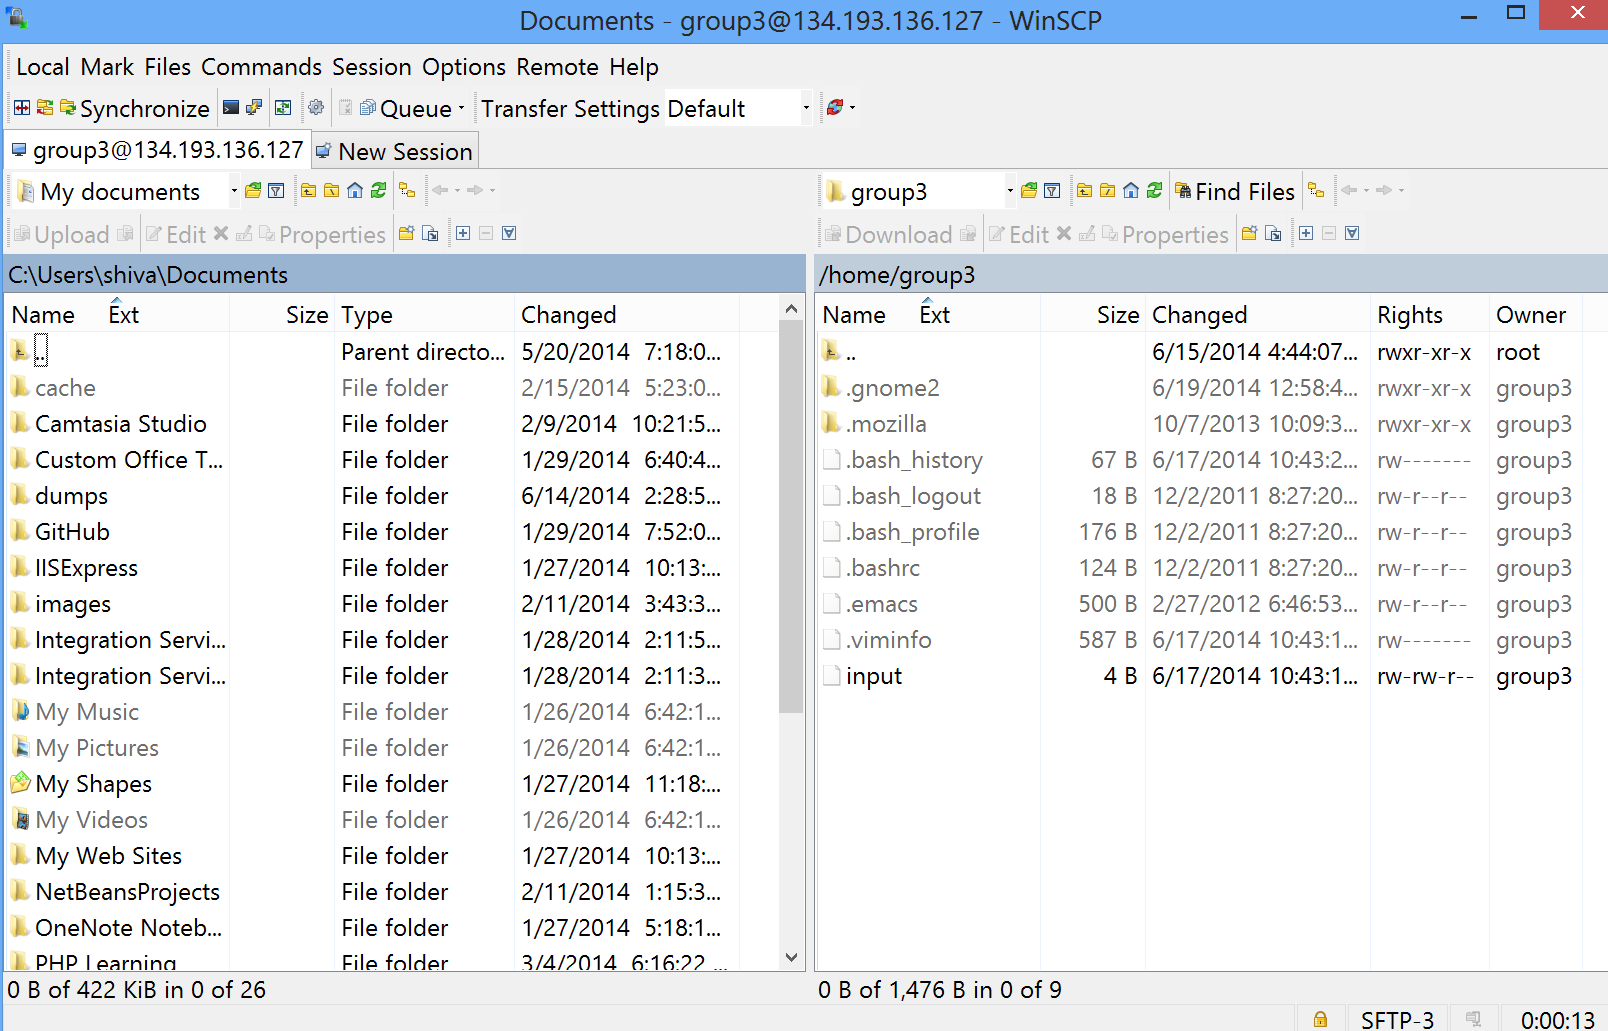 Documents - group3@134.193.136.127 - WinSCP
Local Mark Files Commands Session Options Remote Help
Synchronize Queue Transfer Settings Default
group3@134.193.136.127 New Session
My documents
Upload Edit Properties
C:\Users\shiva\Documents
Name Ext Size Type Changed
.. Parent directo... 5/20/2014 7:18:0...
cache File folder 2/15/2014 5:23:0...
Camtasia Studio File folder 2/9/2014 10:21:5...
Custom Office T... File folder 1/29/2014 6:40:4...
dumps File folder 6/14/2014 2:28:5...
GitHub File folder 1/29/2014 7:52:0...
IISExpress File folder 1/27/2014 10:13:...
images File folder 2/11/2014 3:43:3...
Integration Servi... File folder 1/28/2014 2:11:5...
Integration Servi... File folder 1/28/2014 2:11:3...
My Music File folder 1/26/2014 6:42:1...
My Pictures File folder 1/26/2014 6:42:1...
My Shapes File folder 1/27/2014 11:18:...
My Videos File folder 1/26/2014 6:42:1...
My Web Sites File folder 1/27/2014 10:13:...
NetBeansProjects File folder 2/11/2014 1:15:3...
OneNote Noteb... File folder 1/27/2014 5:18:1...
PHP Learning File folder 3/4/2014 6:16:22 ...
0 B of 422 KiB in 0 of 26
group3 Find Files
Download Edit Properties
/home/group3
Name Ext Size Changed Rights Owner
.. 6/15/2014 4:44:07... rwxr-xr-x root
.gnome2 6/19/2014 12:58:4... rwxr-xr-x group3
.mozilla 10/7/2013 10:09:3... rwxr-xr-x group3
.bash_history 67 B 6/17/2014 10:43:2... rw------- group3
.bash_logout 18 B 12/2/2011 8:27:20... rw-r--r-- group3
.bash_profile 176 B 12/2/2011 8:27:20... rw-r--r-- group3
.bashrc 124 B 12/2/2011 8:27:20... rw-r--r-- group3
.emacs 500 B 2/27/2012 6:46:53... rw-r--r-- group3
.viminfo 587 B 6/17/2014 10:43:1... rw------- group3
input 4 B 6/17/2014 10:43:1... rw-rw-r-- group3
0 B of 1,476 B in 0 of 9
SFTP-3 0:00:13